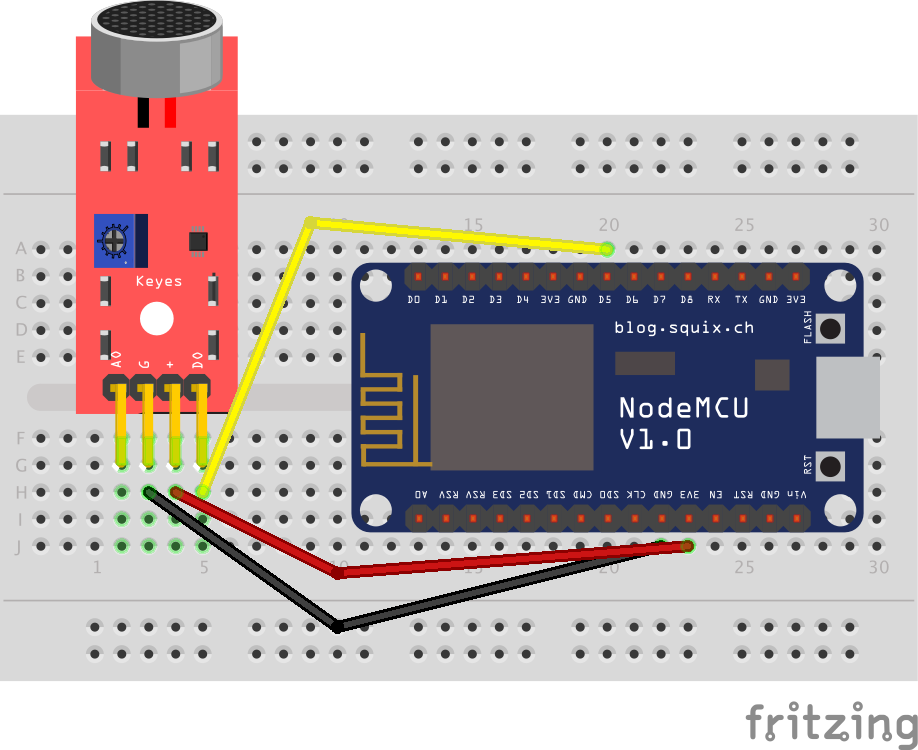 15 20 25 30
A
B
C
D
E
F
G
H
I
J
Keyes
A0 G + D0
D0 D1 D2 D3 D4 3V3 GND D5 D6 D7 D8 RX TX GND 3V3
blog.squix.ch
FLASH
NodeMCU
V1.0
RST
A0 RSV RSV SD3 SD2 SD1 CMD SD0 CLK GND 3V3 EN RST GND Vin
1 5 20 25 30
fritzing